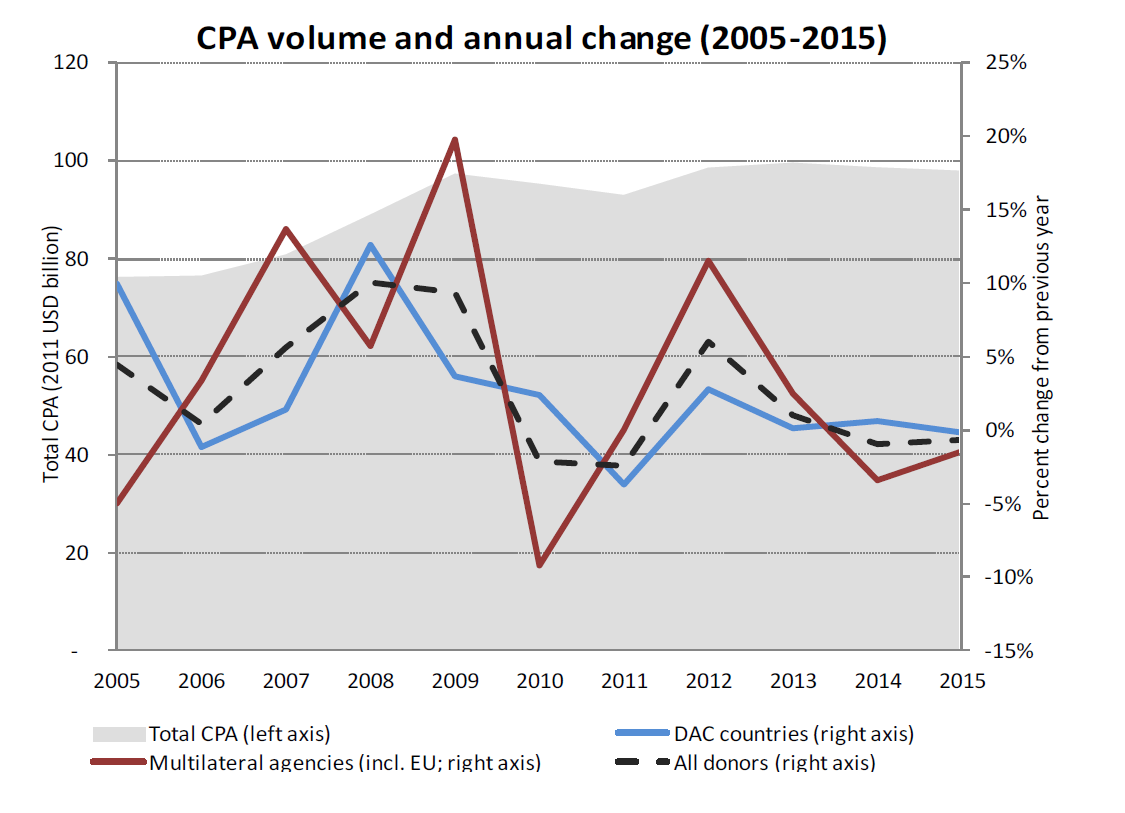 CPA volume and annual change (2005-2015)
120
100
80
60
40
20
-
Total CPA (2011 USD billion)
25%
20%
15%
10%
5%
0%
-5%
-10%
-15%
Percent change from previous year
2005 2006 2007 2008 2009 2010 2011 2012 2013 2014 2015
Total CPA (left axis)
DAC countries (right axis)
Multilateral agencies (incl. EU; right axis)
All donors (right axis)